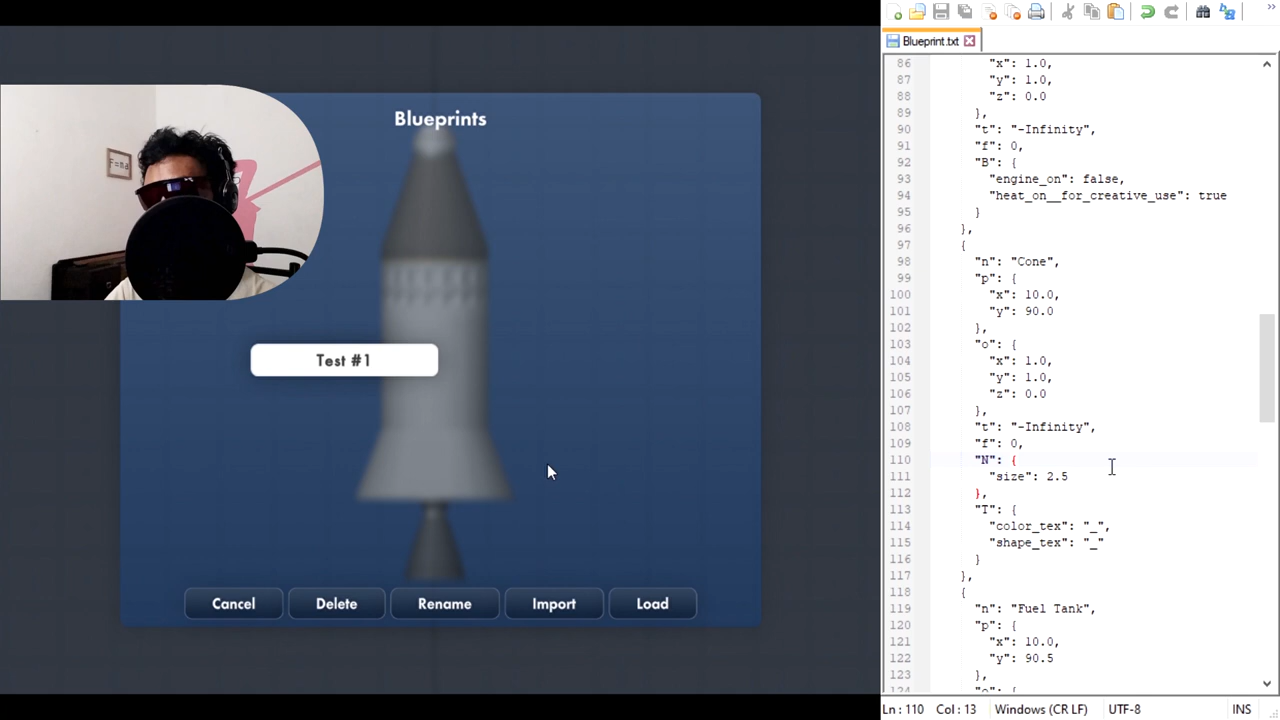 F=ma
Blueprints
Test #1
Cancel Delete Rename Import Load
Blueprint.txt
86 "x": 1.0,
87 "y": 1.0,
88 "z": 0.0
89 },
90 "t": "-Infinity",
91 "f": 0,
92 "B": {
93 "engine_on": false,
94 "heat_on__for_creative_use": true
95 }
96 },
97 {
98 "n": "Cone",
99 "p": {
100 "x": 10.0,
101 "y": 90.0
102 },
103 "o": {
104 "x": 1.0,
105 "y": 1.0,
106 "z": 0.0
107 },
108 "t": "-Infinity",
109 "f": 0,
110 "N": {
111 "size": 2.5
112 },
113 "T": {
114 "color_tex": "_",
115 "shape_tex": "_"
116 }
117 },
118 {
119 "n": "Fuel Tank",
120 "p": {
121 "x": 10.0,
122 "y": 90.5
123 },
124 "o": {
Ln : 110 Col : 13 Windows (CR LF) UTF-8 INS